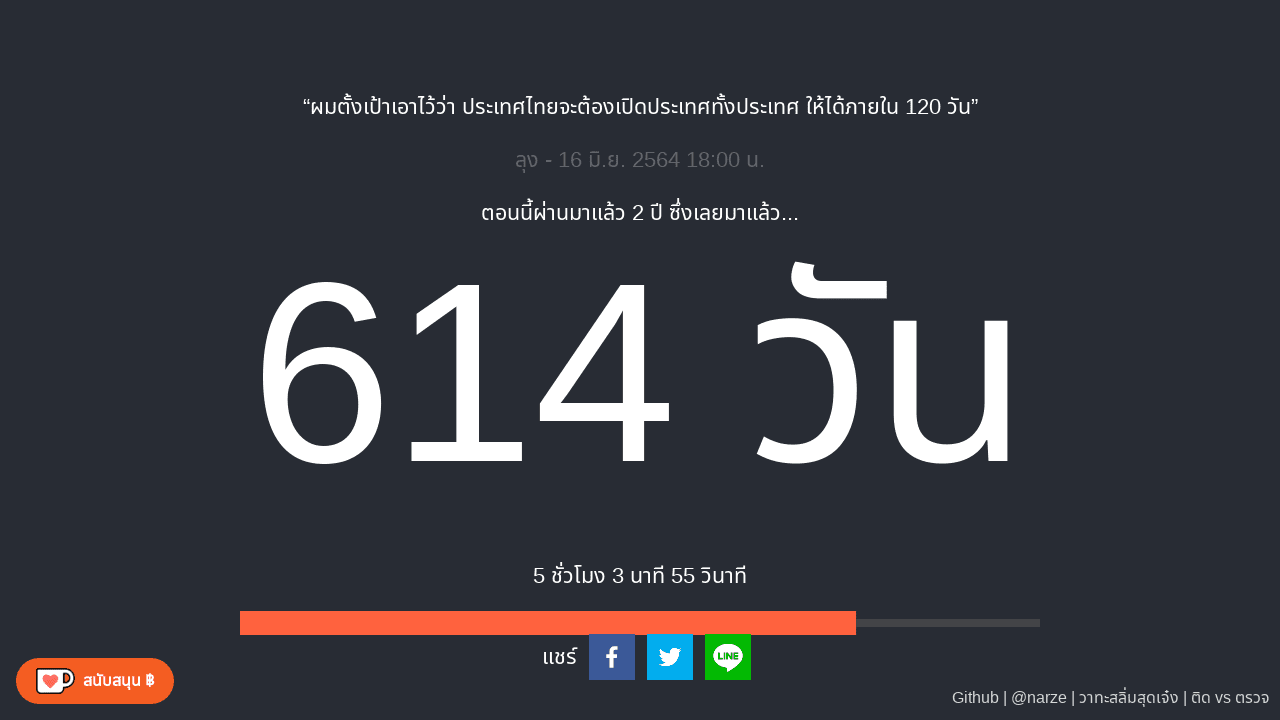 “ผมตั้งเป้าเอาไว้ว่า ประเทศไทยจะต้องเปิดประเทศทั้งประเทศ ให้ได้ภายใน 120 วัน”
ลุง - 16 มิ.ย. 2564 18:00 น.
ตอนนี้ผ่านมาแล้ว 2 ปี ซึ่งเลยมาแล้ว...
614 วัน
5 ชั่วโมง 3 นาที 55 วินาที
แชร์
LINE
สนับสนุน ฿
Github | @narze | วาทะสลิ่มสุดเจ๋ง | ติด vs ตรวจ